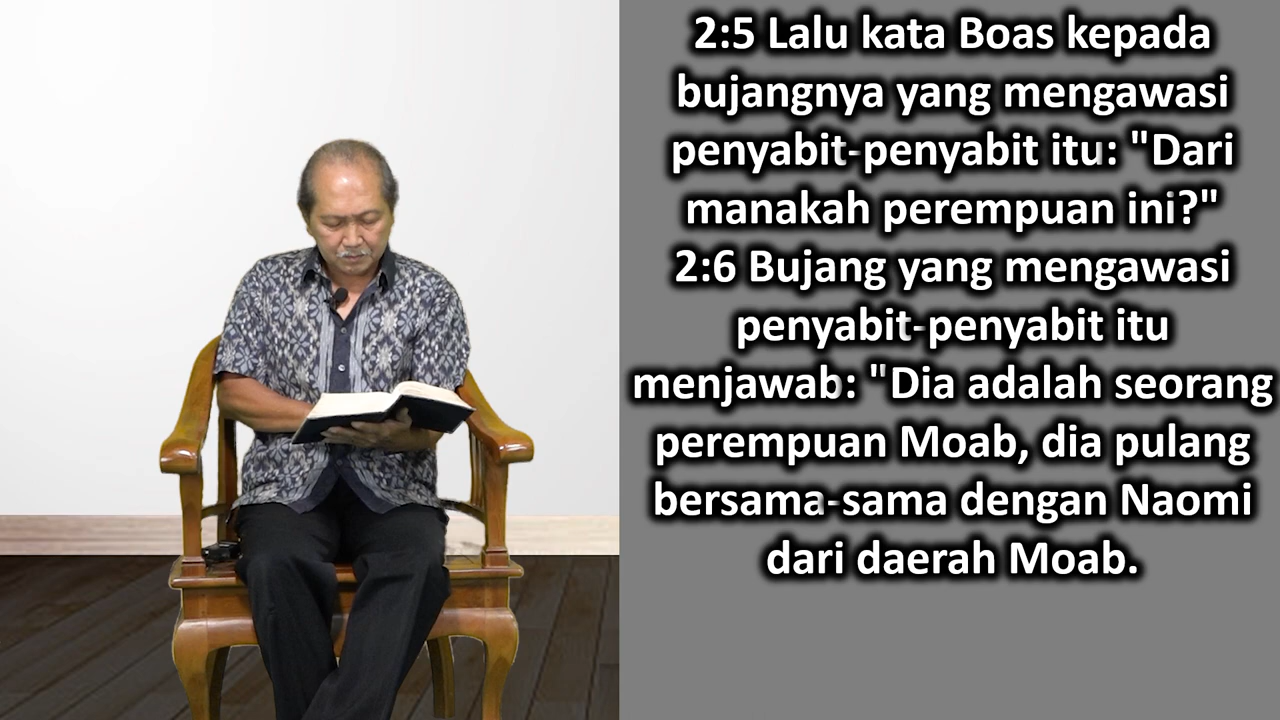 2:5 Lalu kata Boas kepada
bujangnya yang mengawasi
penyabit-penyabit itu: "Dari
manakah perempuan ini?"
2:6 Bujang yang mengawasi
penyabit-penyabit itu
menjawab: "Dia adalah seorang
perempuan Moab, dia pulang
bersama-sama dengan Naomi
dari daerah Moab.